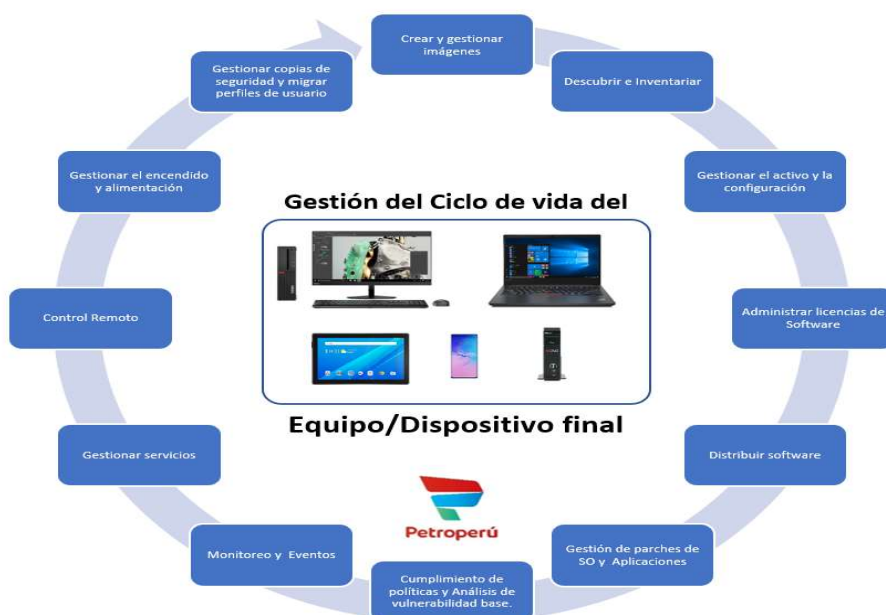 Crear y gestionar
imágenes
Descubrir e Inventariar
Gestionar el activo y la
configuración
Administrar licencias de
Software
Distribuir software
Gestión de parches de
SO y Aplicaciones
Cumplimiento de
políticas y Análisis de
vulnerabilidad base.
Monitoreo y Eventos
Gestionar servicios
Control Remoto
Gestionar el encendido
y alimentación
Gestionar copias de
seguridad y migrar
perfiles de usuario
Gestión del Ciclo de vida del
Equipo/Dispositivo final
Petroperú